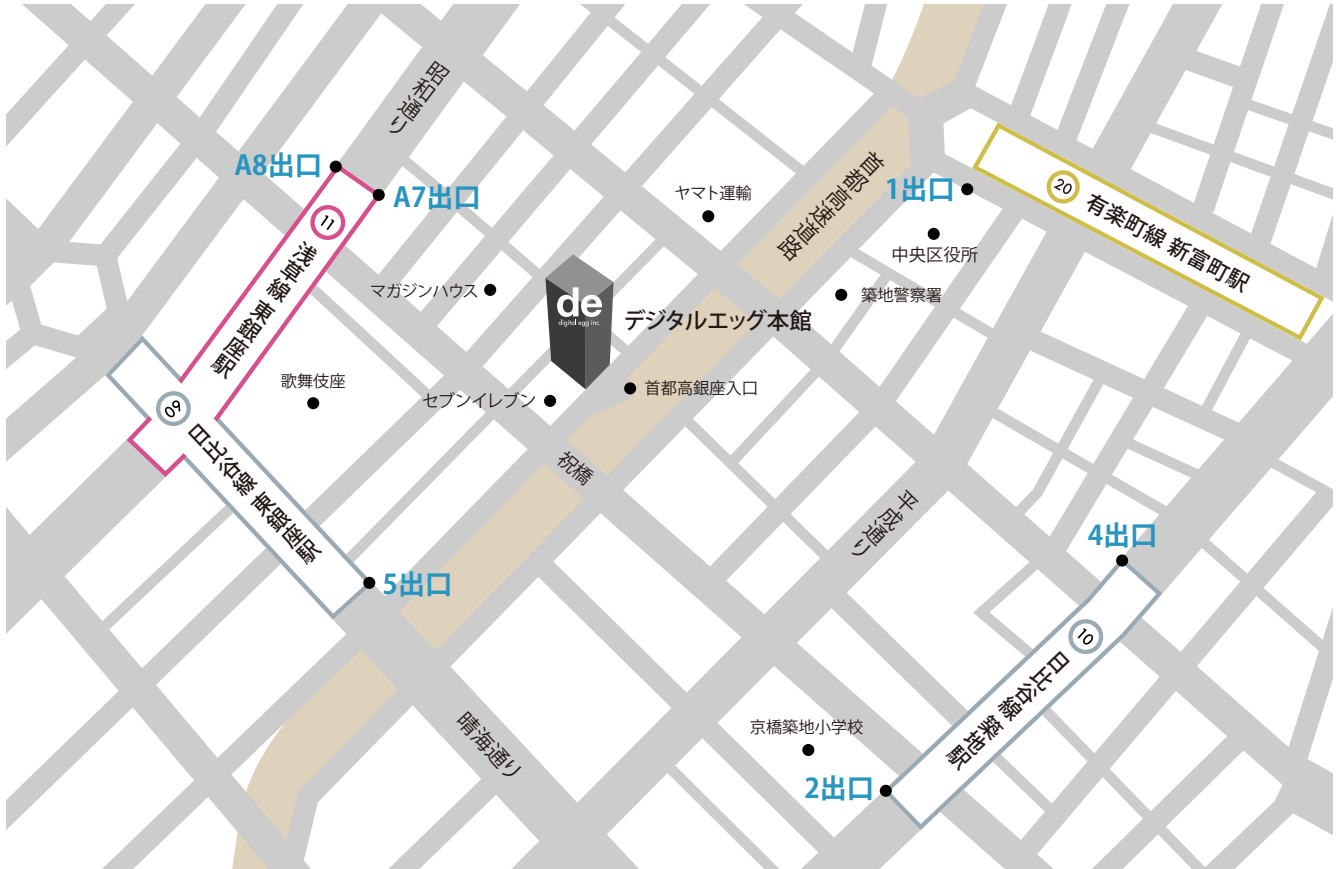 昭和通り
A8出口
A7出口
11
浅草線 東銀座駅
ヤマト運輸
首都高速道路
1出口
20
有楽町線 新富町駅
中央区役所
築地警察署
マガジンハウス
de
digital egg inc.
デジタルエッグ本館
歌舞伎座
セブンイレブン
首都高銀座入口
09
日比谷線 東銀座駅
祝橋
平成通り
5出口
4出口
10
日比谷線 築地駅
晴海通り
京橋築地小学校
2出口